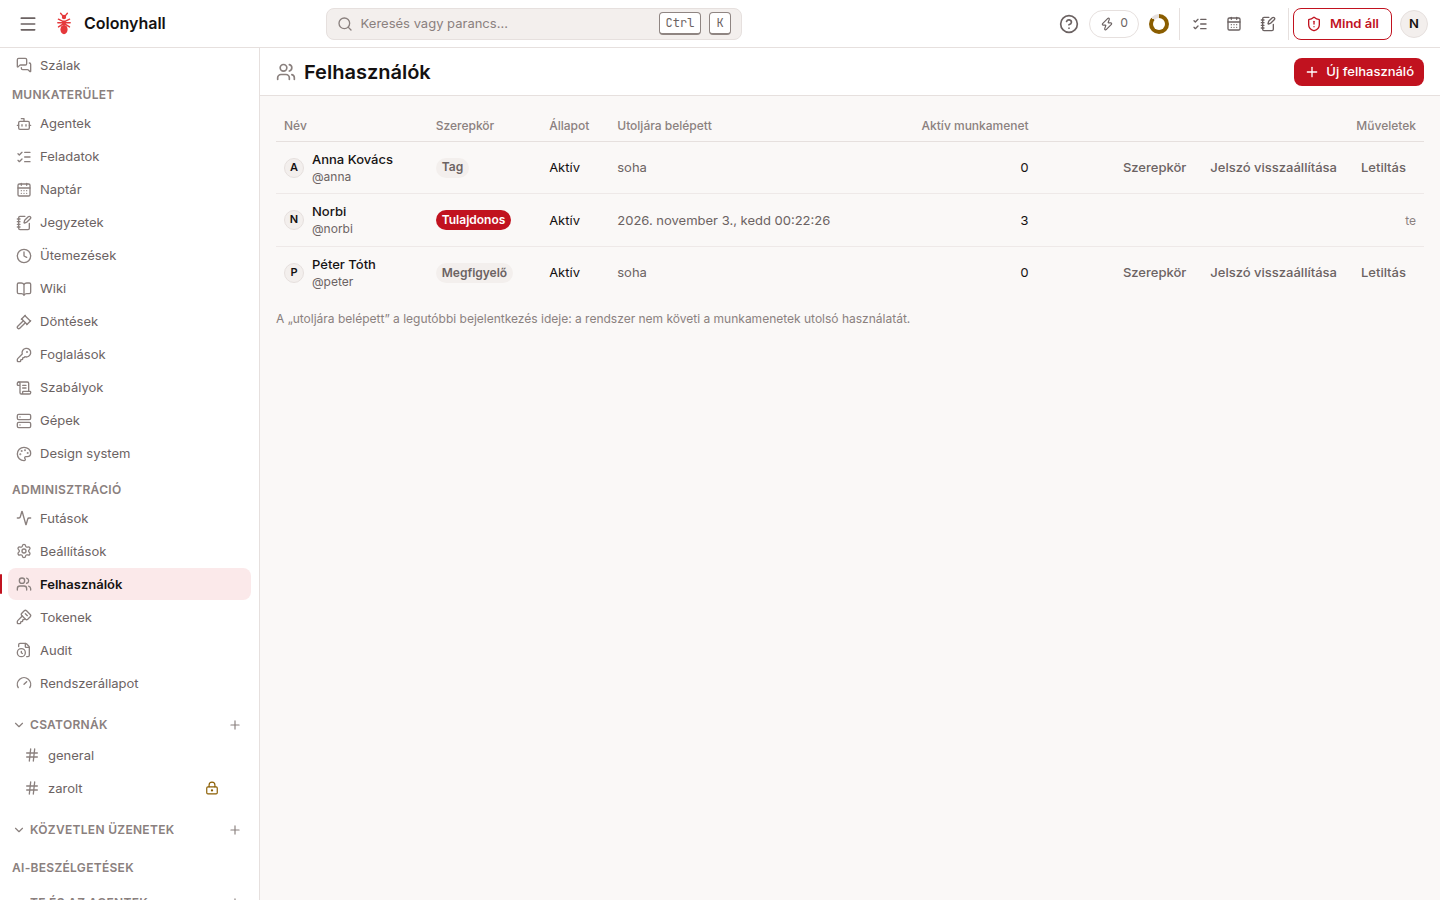 Colonyhall
Keresés vagy parancs...
Ctrl K
0
Mind áll
N
Szálak
MUNKATERÜLET
Agentek
Feladatok
Naptár
Jegyzetek
Ütemezések
Wiki
Döntések
Foglalások
Szabályok
Gépek
Design system
ADMINISZTRÁCIÓ
Futások
Beállítások
Felhasználók
Tokenek
Audit
Rendszerállapot
CSATORNÁK
general
zarolt
KÖZVETLEN ÜZENETEK
AI-BESZÉLGETÉSEK
TE ÉS AZ AGENTEK
Felhasználók
Új felhasználó
Név Szerepkör Állapot Utoljára belépett Aktív munkamenet Műveletek
A Anna Kovács Tag Aktív soha 0 Szerepkör Jelszó visszaállítása Letiltás
@anna
N Norbi Tulajdonos Aktív 2026. november 3., kedd 00:22:26 3 te
@norbi
P Péter Tóth Megfigyelő Aktív soha 0 Szerepkör Jelszó visszaállítása Letiltás
@peter
A „utoljára belépett” a legutóbbi bejelentkezés ideje: a rendszer nem követi a munkamenetek utolsó használatát.